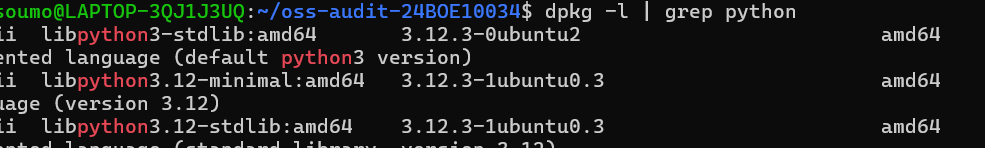 soumo@LAPTOP-3QJ1J3UQ:~/oss-audit-24BOE10034$ dpkg -l | grep python
ii  libpython3-stdlib:amd64       3.12.3-0ubuntu2                         amd64
ented language (default python3 version)
ii  libpython3.12-minimal:amd64   3.12.3-1ubuntu0.3                       amd64
uage (version 3.12)
ii  libpython3.12-stdlib:amd64    3.12.3-1ubuntu0.3                       amd64
ented language (standard library, version 3.12)